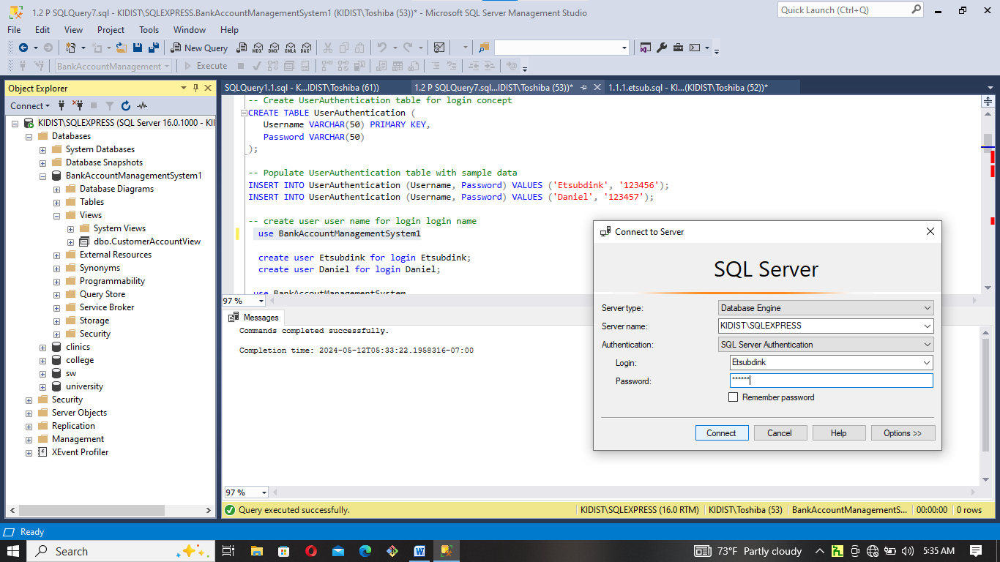 1.2 P SQLQuery7.sql - KIDIST\SQLEXPRESS.BankAccountManagementSystem1 (KIDIST\Toshiba (53))* - Microsoft SQL Server Management Studio
Quick Launch (Ctrl+Q)
File Edit View Project Tools Window Help
New Query
MDX DMX XMLA DAX
BankAccountManagement
Execute
Object Explorer
Connect
KIDIST\SQLEXPRESS (SQL Server 16.0.1000 - KII
Databases
System Databases
Database Snapshots
BankAccountManagementSystem1
Database Diagrams
Tables
Views
System Views
dbo.CustomerAccountView
External Resources
Synonyms
Programmability
Query Store
Service Broker
Storage
Security
clinics
college
sw
university
Security
Server Objects
Replication
Management
XEvent Profiler
SQLQuery1.1.sql - K...IDIST\Toshiba (61))
1.2 P SQLQuery7.sql...IDIST\Toshiba (53))*
1.1.1.etsub.sql - KI...(KIDIST\Toshiba (52))*
-- Create UserAuthentication table for login concept
CREATE TABLE UserAuthentication (
Username VARCHAR(50) PRIMARY KEY,
Password VARCHAR(50)
);
-- Populate UserAuthentication table with sample data
INSERT INTO UserAuthentication (Username, Password) VALUES ('Etsubdink', '123456');
INSERT INTO UserAuthentication (Username, Password) VALUES ('Daniel', '123457');
-- create user user name for login login name
use BankAccountManagementSystem1
create user Etsubdink for login Etsubdink;
create user Daniel for login Daniel;
use BankAccountManagementSystem
97 %
Messages
Commands completed successfully.
Completion time: 2024-05-12T05:33:22.1958316-07:00
97 %
Query executed successfully.
KIDIST\SQLEXPRESS (16.0 RTM)
KIDIST\Toshiba (53)
BankAccountManagementS...
00:00:00
0 rows
Connect to Server
SQL Server
Server type: Database Engine
Server name: KIDIST\SQLEXPRESS
Authentication: SQL Server Authentication
Login: Etsubdink
Password: ******
Remember password
Connect Cancel Help Options >>
Ready
Search
73°F Partly cloudy
5:35 AM